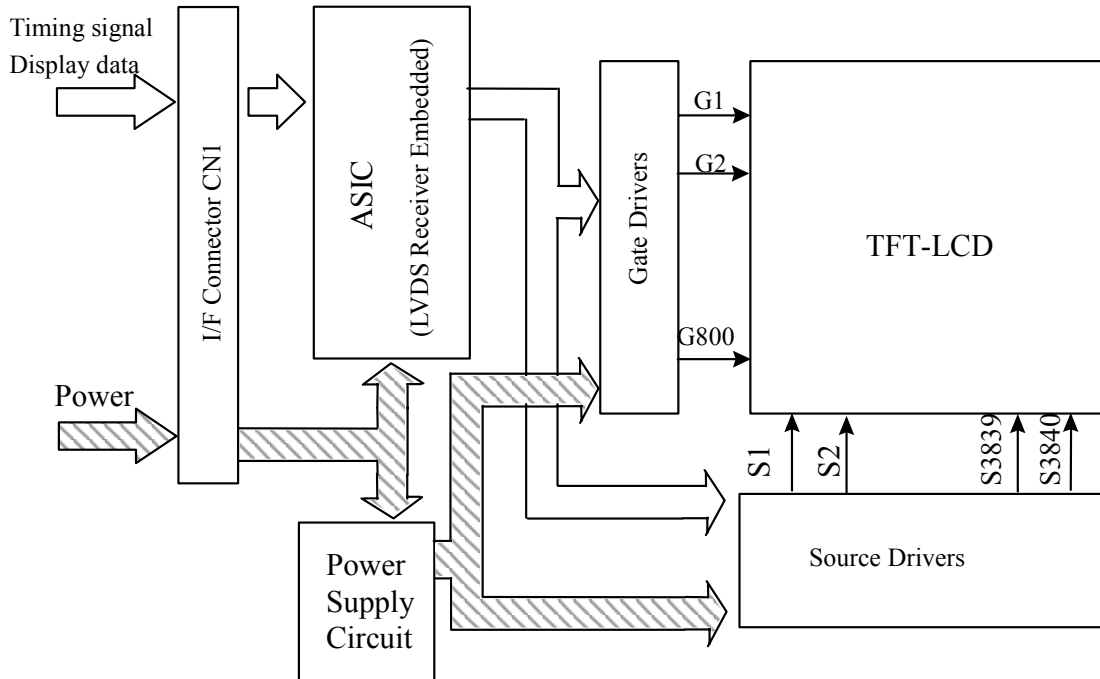 Timing signal
Display data
I/F Connector CN1
ASIC
(LVDS Receiver Embedded)
Gate Drivers
G1
G2
G800
TFT-LCD
Power
S1
S2
S3839
S3840
Power
Supply
Circuit
Source Drivers